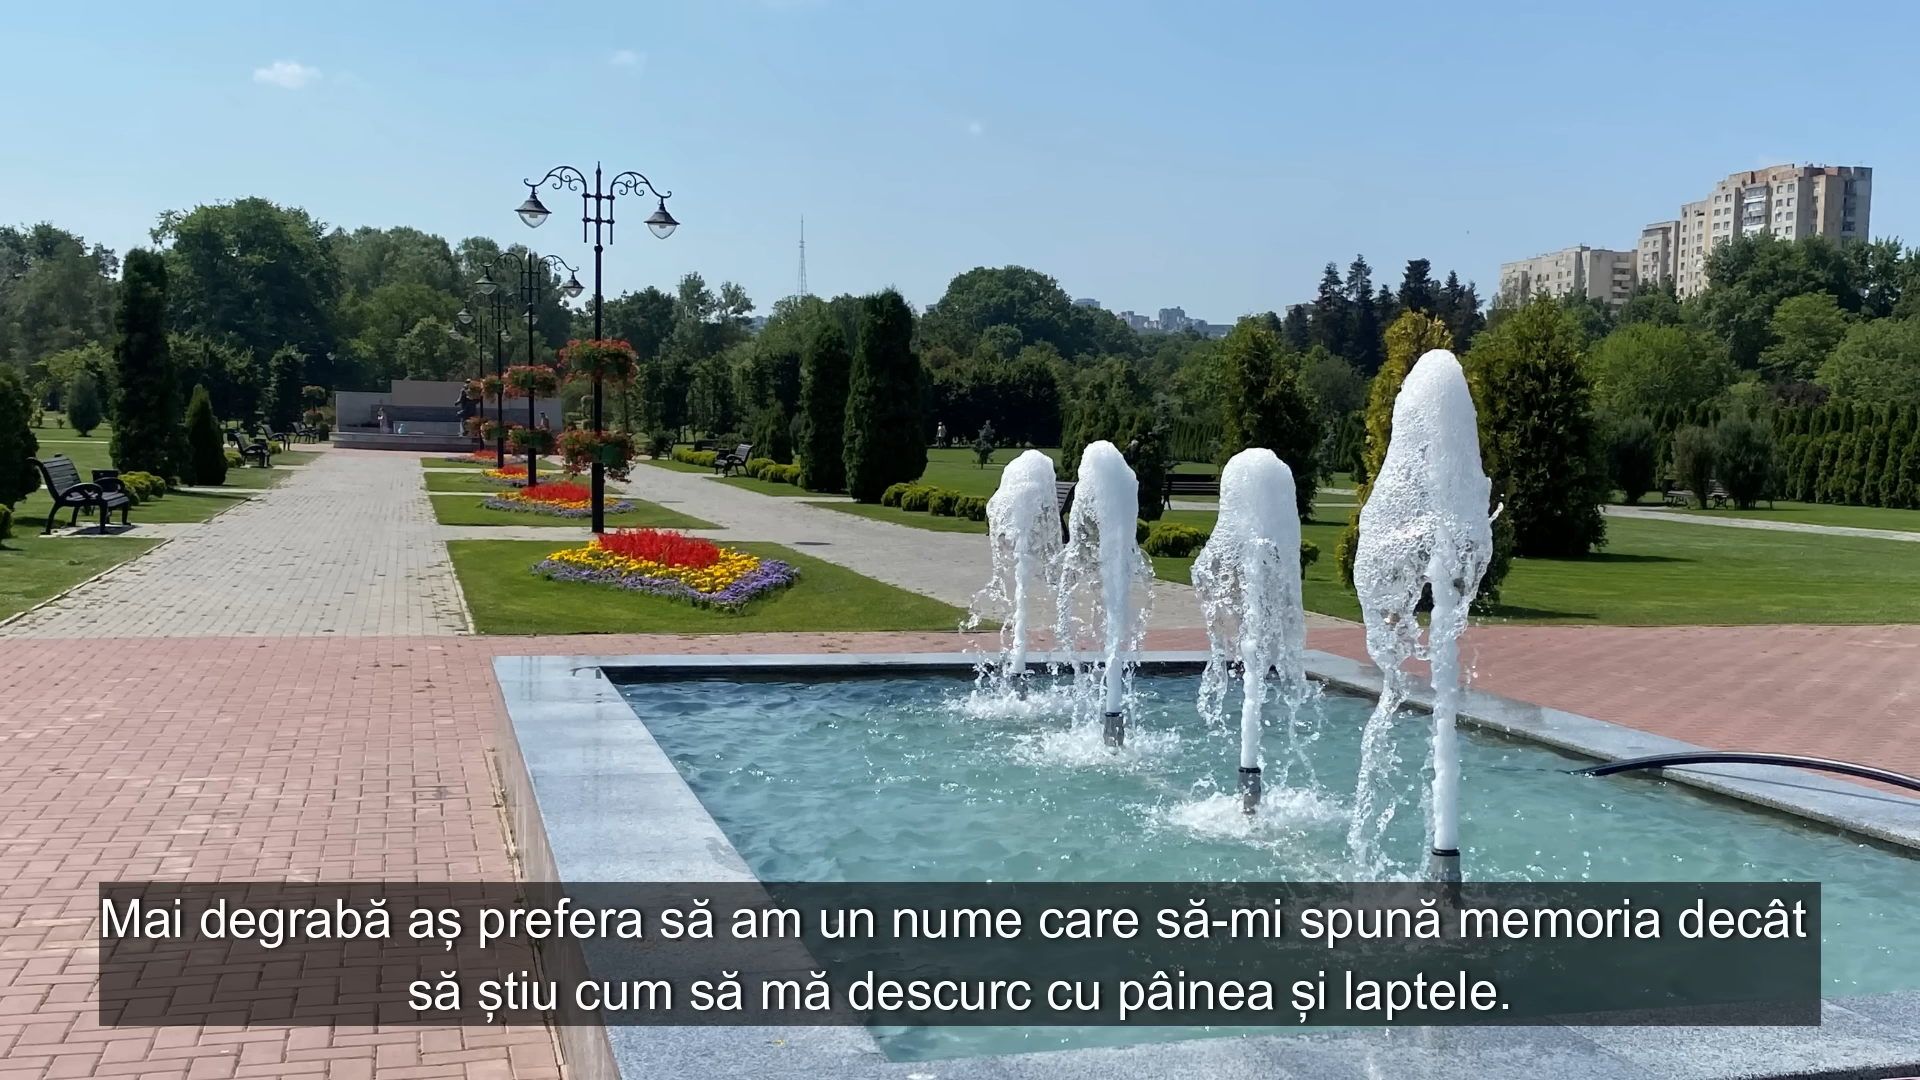 Mai degrabă aș prefera să am un nume care să-mi spună memoria decât
să știu cum să mă descurc cu pâinea și laptele.